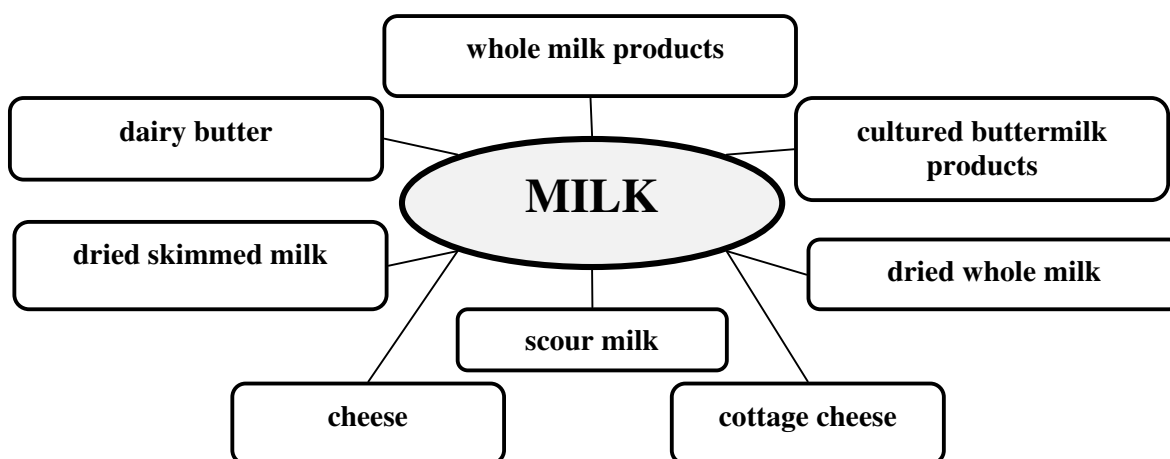 whole milk products
dairy butter
cultured buttermilk
products
MILK
dried skimmed milk
dried whole milk
scour milk
cheese
cottage cheese